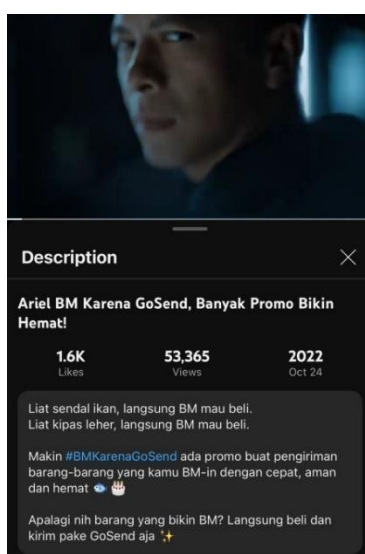 Description
Ariel BM Karena GoSend, Banyak Promo Bikin
Hemat!
1.6K 53,365 2022
Likes Views Oct 24
Liat sendal ikan, langsung BM mau beli.
Liat kipas leher, langsung BM mau beli.
Makin #BMKarenaGoSend ada promo buat pengiriman
barang-barang yang kamu BM-in dengan cepat, aman
dan hemat 🐟 🎂
Apalagi nih barang yang bikin BM? Langsung beli dan
kirim pake GoSend aja ✨